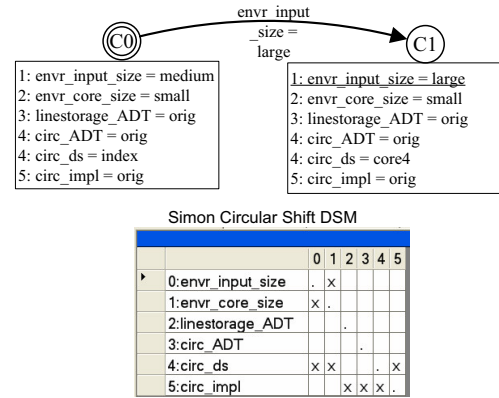 envr_input
_size =
large
C0
C1
1: envr_input_size = medium
2: envr_core_size = small
3: linestorage_ADT = orig
4: circ_ADT = orig
4: circ_ds = index
5: circ_impl = orig
1: envr_input_size = large
2: envr_core_size = small
3: linestorage_ADT = orig
4: circ_ADT = orig
4: circ_ds = core4
5: circ_impl = orig
Simon Circular Shift DSM
0 1 2 3 4 5
0:envr_input_size . x
1:envr_core_size x .
2:linestorage_ADT .
3:circ_ADT .
4:circ_ds x x . x
5:circ_impl x x x .